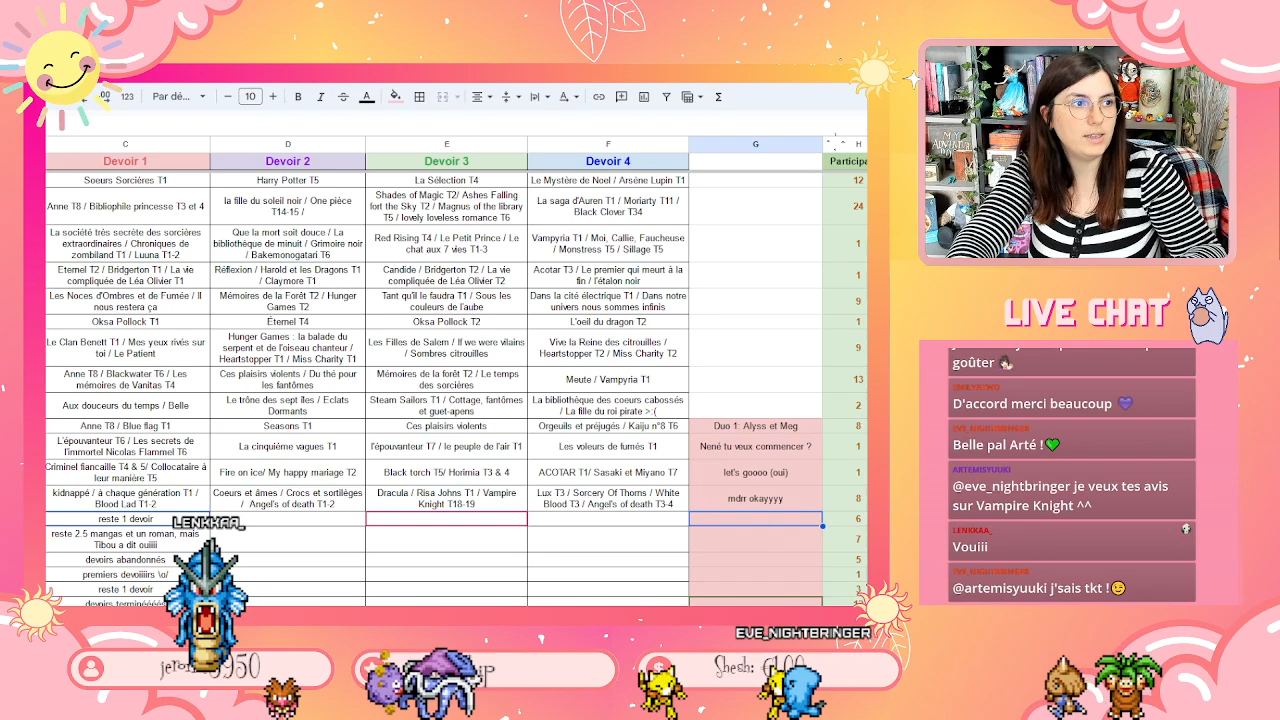 .00 123 Par dé... 10 B I A Σ
C D E F G H
Devoir 1 Devoir 2 Devoir 3 Devoir 4 Participa
Soeurs Sorcières T1 Harry Potter T5 La Sélection T4 Le Mystère de Noel / Arsène Lupin T1 12
Anne T8 / Bibliophile princesse T3 et 4
la fille du soleil noir / One pièce
T14-15 /
Shades of Magic T2/ Ashes Falling
fort the Sky T2 / Magnus of the library
T5 / lovely loveless romance T6
La saga d'Auren T1 / Moriarty T11 /
Black Clover T34
24
La société très secrète des sorcières
extraordinaires / Chroniques de
zombiland T1 / Luuna T1-2
Que la mort soit douce / La
bibliothèque de minuit / Grimoire noir
/ Bakemonogatari T6
Red Rising T4 / Le Petit Prince / Le
chat aux 7 vies T1-3
Vampyria T1 / Moi, Callie, Faucheuse
/ Monstress T5 / Sillage T5
1
Eternel T2 / Bridgerton T1 / La vie
compliquée de Léa Olivier T1
Réflexion / Harold et les Dragons T1
/ Claymore T1
Candide / Bridgerton T2 / La vie
compliquée de Léa Olivier T2
Acotar T3 / Le premier qui meurt à la
fin / l'étalon noir
1
Les Noces d'Ombres et de Fumée / Il
nous restera ça
Mémoires de la Forêt T2 / Hunger
Games T2
Tant qu'il le faudra T1 / Sous les
couleurs de l'aube
Dans la cité électrique T1 / Dans notre
univers nous sommes infinis
9
Oksa Pollock T1 Éternel T4 Oksa Pollock T2 L'oeil du dragon T2 1
Le Clan Benett T1 / Mes yeux rivés sur
toi / Le Patient
Hunger Games : la balade du
serpent et de l'oiseau chanteur /
Heartstopper T1 / Miss Charity T1
Les Filles de Salem / If we were vilains
/ Sombres citrouilles
Vive la Reine des citrouilles /
Heartstopper T2 / Miss Charity T2
9
Anne T8 / Blackwater T6 / Les
mémoires de Vanitas T4
Ces plaisirs violents / Du thé pour
les fantômes
Mémoires de la forêt T2 / Le temps
des sorcières
Meute / Vampyria T1
13
Aux douceurs du temps / Belle
Le trône des sept îles / Eclats
Dormants
Steam Sailors T1 / Cottage, fantômes
et guet-apens
La bibliothèque des coeurs cabossés
/ La fille du roi pirate >:(
2
Anne T8 / Blue flag T1 Seasons T1 Ces plaisirs violents Orgeuils et préjugés / Kaiju n°8 T6 Duo 1: Alyss et Meg 8
L'épouvanteur T6 / Les secrets de
l'immortel Nicolas Flammel T6
La cinquième vagues T1 l'épouvanteur T7 / le peuple de l'air T1 Les voleurs de fumés T1 Nené tu veux commencer ? 1
Criminel fiancaille T4 & 5/ Collocataire à
leur manière T5
Fire on ice/ My happy mariage T2 Black torch T5/ Horimia T3 & 4 ACOTAR T1/ Sasaki et Miyano T7 let's goooo (oui) 1
kidnappé / à chaque génération T1 /
Blood Lad T1-2
Coeurs et âmes / Crocs et sortilèges
/ Angel's of death T1-2
Dracula / Risa Johns T1 / Vampire
Knight T18-19
Lux T3 / Sorcery Of Thorns / White
Blood T3 / Angel's of death T3-4
mdrr okayyyy
8
reste 1 devoir 6
reste 2.5 mangas et un roman, mais
Tibou a dit ouiiii
7
devoirs abandonnés 5
premiers devoiiirs \o/ 1
reste 1 devoir
LENKKAA_
EVE_NIGHTBRINGER
LIVE CHAT
goûter
D'accord merci beaucoup 💜
EVE_NIGHTBRINGER
Belle pal Arté !💚
ARTEMISYUUKI
@eve_nightbringer je veux tes avis
sur Vampire Knight ^^
LENKKAA_
Vouiii
EVE_NIGHTBRINGER
@artemisyuuki j'sais tkt !😉